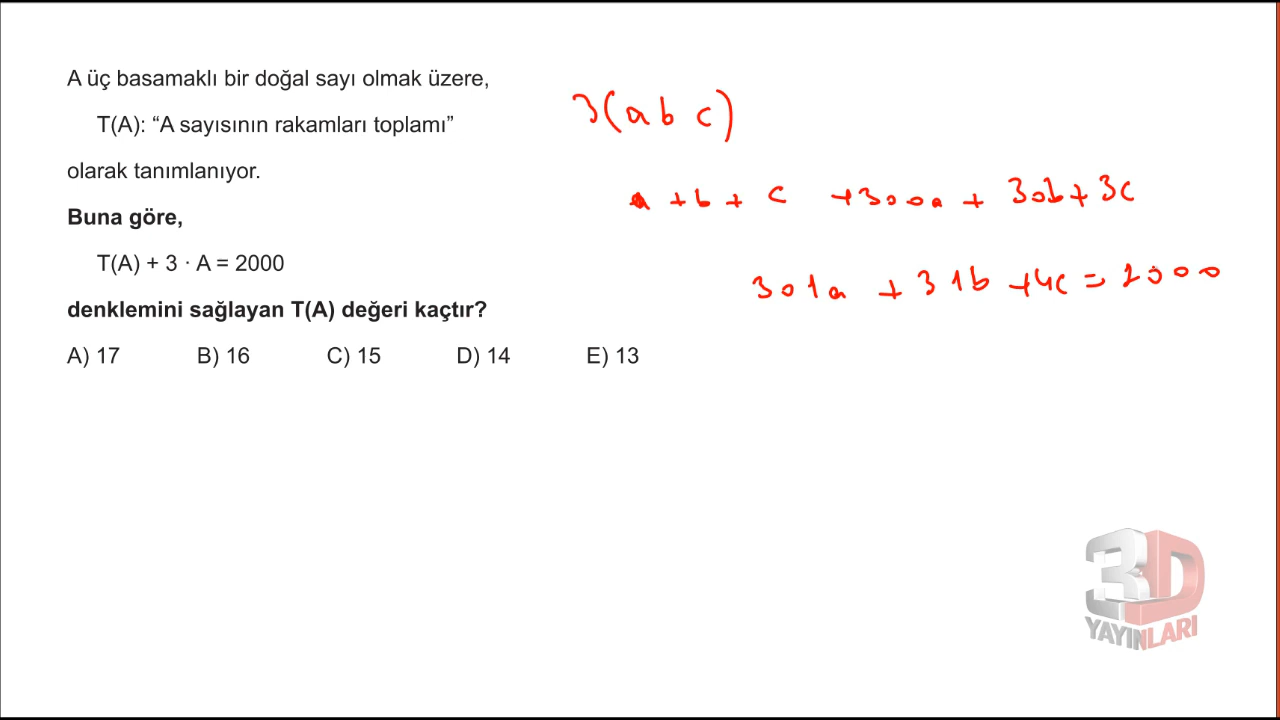 A üç basamaklı bir doğal sayı olmak üzere,
T(A): “A sayısının rakamları toplamı”
olarak tanımlanıyor.
Buna göre,
T(A) + 3 · A = 2000
denklemini sağlayan T(A) değeri kaçtır?
A) 17 B) 16 C) 15 D) 14 E) 13
3(a b c)
a + b + c + 300a + 30b + 3c
301a + 31b + 4c = 2000
3D
YAYINLARI